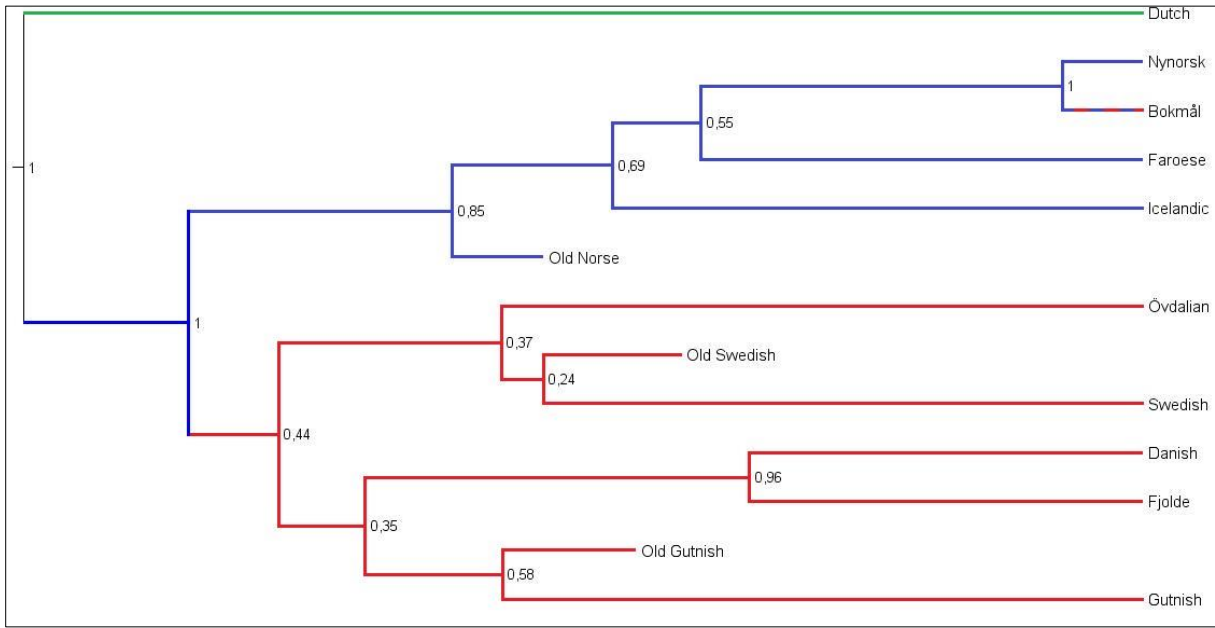 Dutch
Nynorsk
1
Bokmål
0,55
Faroese
0,69
1
Icelandic
0,85
Old Norse
Övdalian
1
0,37
Old Swedish
0,24
Swedish
0,44
Danish
0,96
Fjolde
0,35
Old Gutnish
0,58
Gutnish